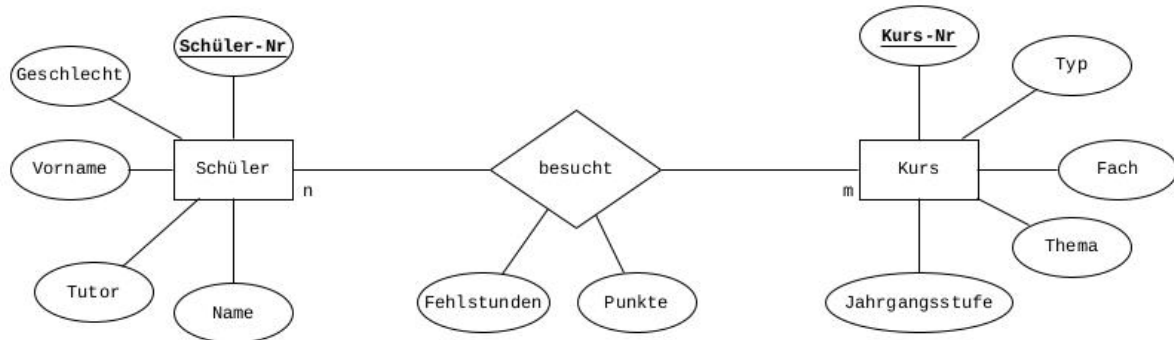 Schüler-Nr
Geschlecht
Vorname
Schüler
n
Tutor
Name
besucht
Fehlstunden
Punkte
Kurs-Nr
Typ
m
Kurs
Fach
Thema
Jahrgangsstufe